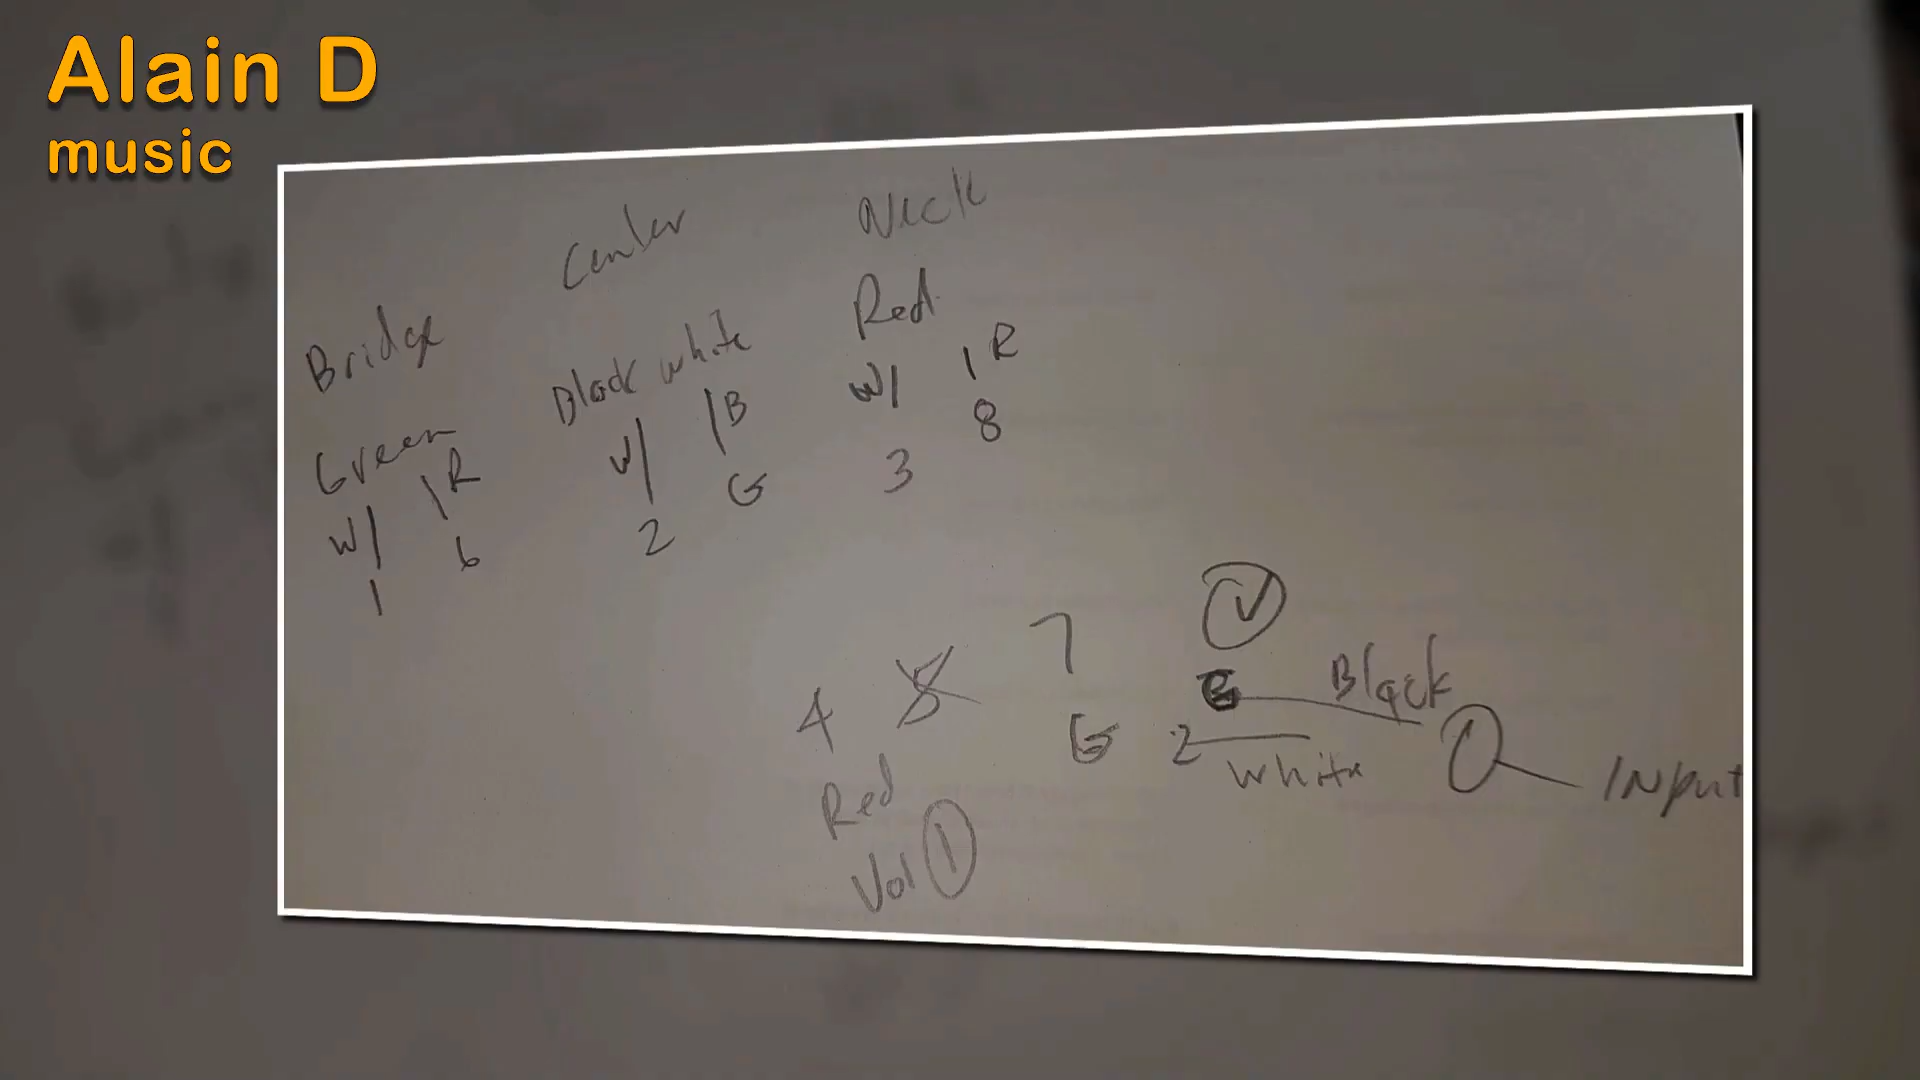 Alain D
music
Bridge
Green
W/ 1R
1 6
Center
Black white
W/ 1B
2 G
Neck
Red
W/ 1R
3 8
4 5 7
Red G
Vol 1
V
G Black
2 White
Input